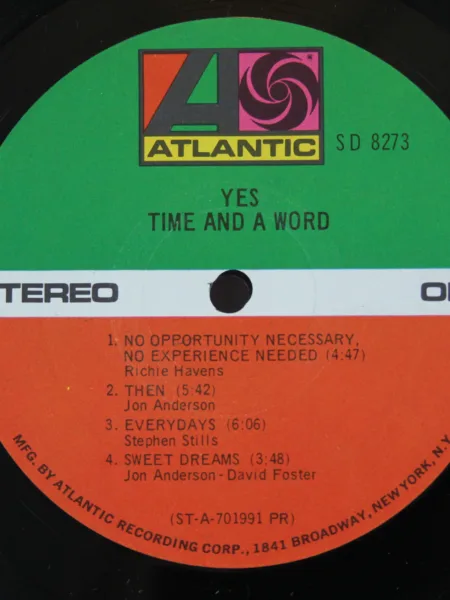 ATLANTIC
SD 8273
YES
TIME AND A WORD
TEREO
1. NO OPPORTUNITY NECESSARY,
NO EXPERIENCE NEEDED (4:47)
Richie Havens
2. THEN (5:42)
Jon Anderson
3. EVERYDAYS (6:06)
Stephen Stills
4. SWEET DREAMS (3:48)
Jon Anderson-David Foster
(ST-A-701991 PR)
MFG. BY ATLANTIC RECORDING CORP., 1841 BROADWAY, NEW YORK, N.Y.